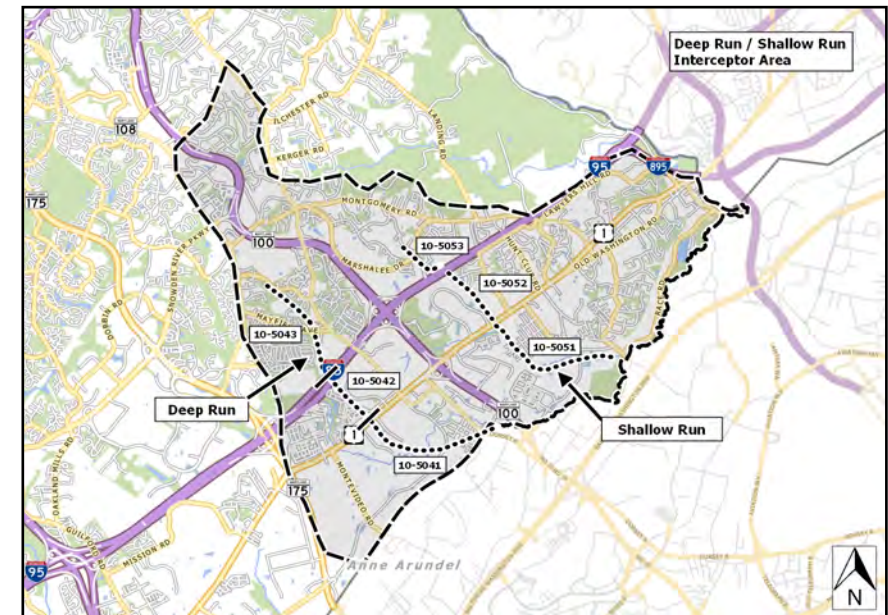 Deep Run / Shallow Run
Interceptor Area
108
ILCHESTER RD
LANDING RD
KERGER RD
95
895
175
MONTGOMERY RD
LAWYERS HILL RD
1
SNOWDEN RIVER PKWY
100
10-5053
HUNT CLUB RD
OLD WASHINGTON RD
MARSHALEE DR
10-5052
RACE RD
DOBBIN RD
10-5043
10-5051
10-5042
Deep Run
100
Shallow Run
1
10-5041
MONTEVIDEO RD
OAKLAND MILLS RD
175
GUILFORD RD
MISSION RD
95
Anne Arundel
N